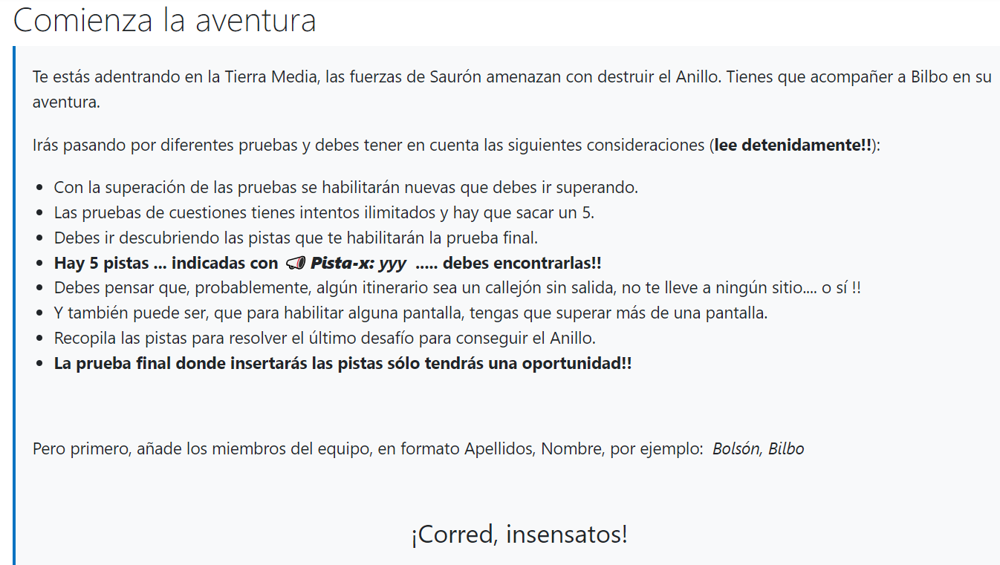 Comienza la aventura
Te estás adentrando en la Tierra Media, las fuerzas de Saurón amenazan con destruir el Anillo. Tienes que acompañer a Bilbo en su
aventura.
Irás pasando por diferentes pruebas y debes tener en cuenta las siguientes consideraciones (lee detenidamente!!):
• Con la superación de las pruebas se habilitarán nuevas que debes ir superando.
• Las pruebas de cuestiones tienes intentos ilimitados y hay que sacar un 5.
• Debes ir descubriendo las pistas que te habilitarán la prueba final.
• Hay 5 pistas ... indicadas con 📣 Pista-x: yyy ..... debes encontrarlas!!
• Debes pensar que, probablemente, algún itinerario sea un callejón sin salida, no te lleve a ningún sitio.... o sí !!
• Y también puede ser, que para habilitar alguna pantalla, tengas que superar más de una pantalla.
• Recopila las pistas para resolver el último desafío para conseguir el Anillo.
• La prueba final donde insertarás las pistas sólo tendrás una oportunidad!!
Pero primero, añade los miembros del equipo, en formato Apellidos, Nombre, por ejemplo: Bolsón, Bilbo
¡Corred, insensatos!